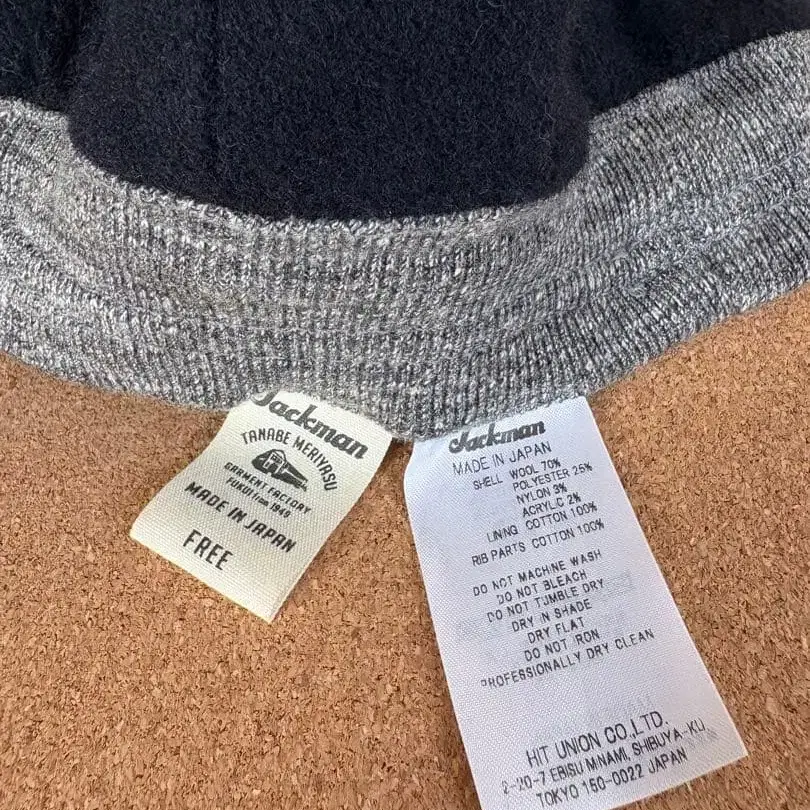 Jackman
TANABE MERIYASU
GARMENT FACTORY
FUKUI from 1949
MADE IN JAPAN
FREE
Jackman
MADE IN JAPAN
SHELL WOOL 70%
POLYESTER 25%
NYLON 3%
ACRYLIC 2%
LINING COTTON 100%
RIB PARTS COTTON 100%
DO NOT MACHINE WASH
DO NOT BLEACH
DO NOT TUMBLE DRY
DRY IN SHADE
DRY FLAT
DO NOT IRON
PROFESSIONALLY DRY CLEAN
HIT UNION CO.,LTD.
2-20-7 EBISU MINAMI, SHIBUYA-KU
TOKYO 150-0022 JAPAN